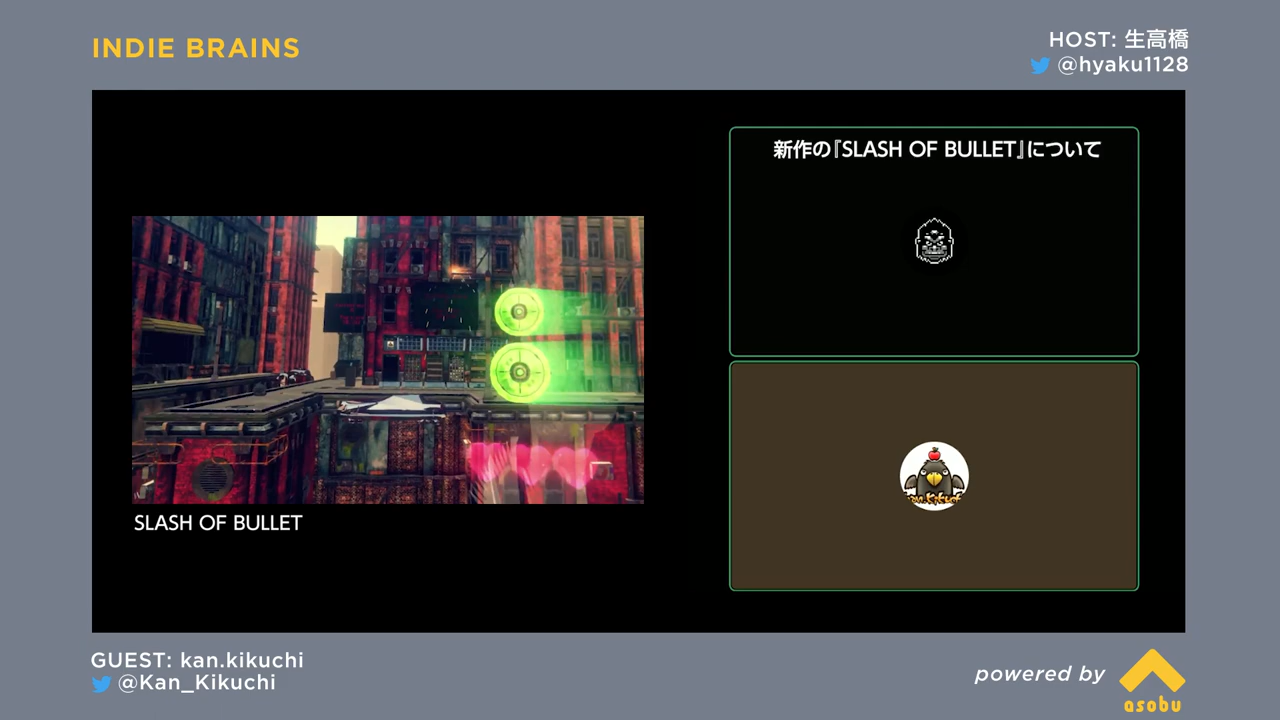 INDIE BRAINS
HOST: 生高橋
@hyaku1128
新作の『SLASH OF BULLET』について
SLASH OF BULLET
GUEST: kan.kikuchi
@Kan_Kikuchi
powered by
asobu